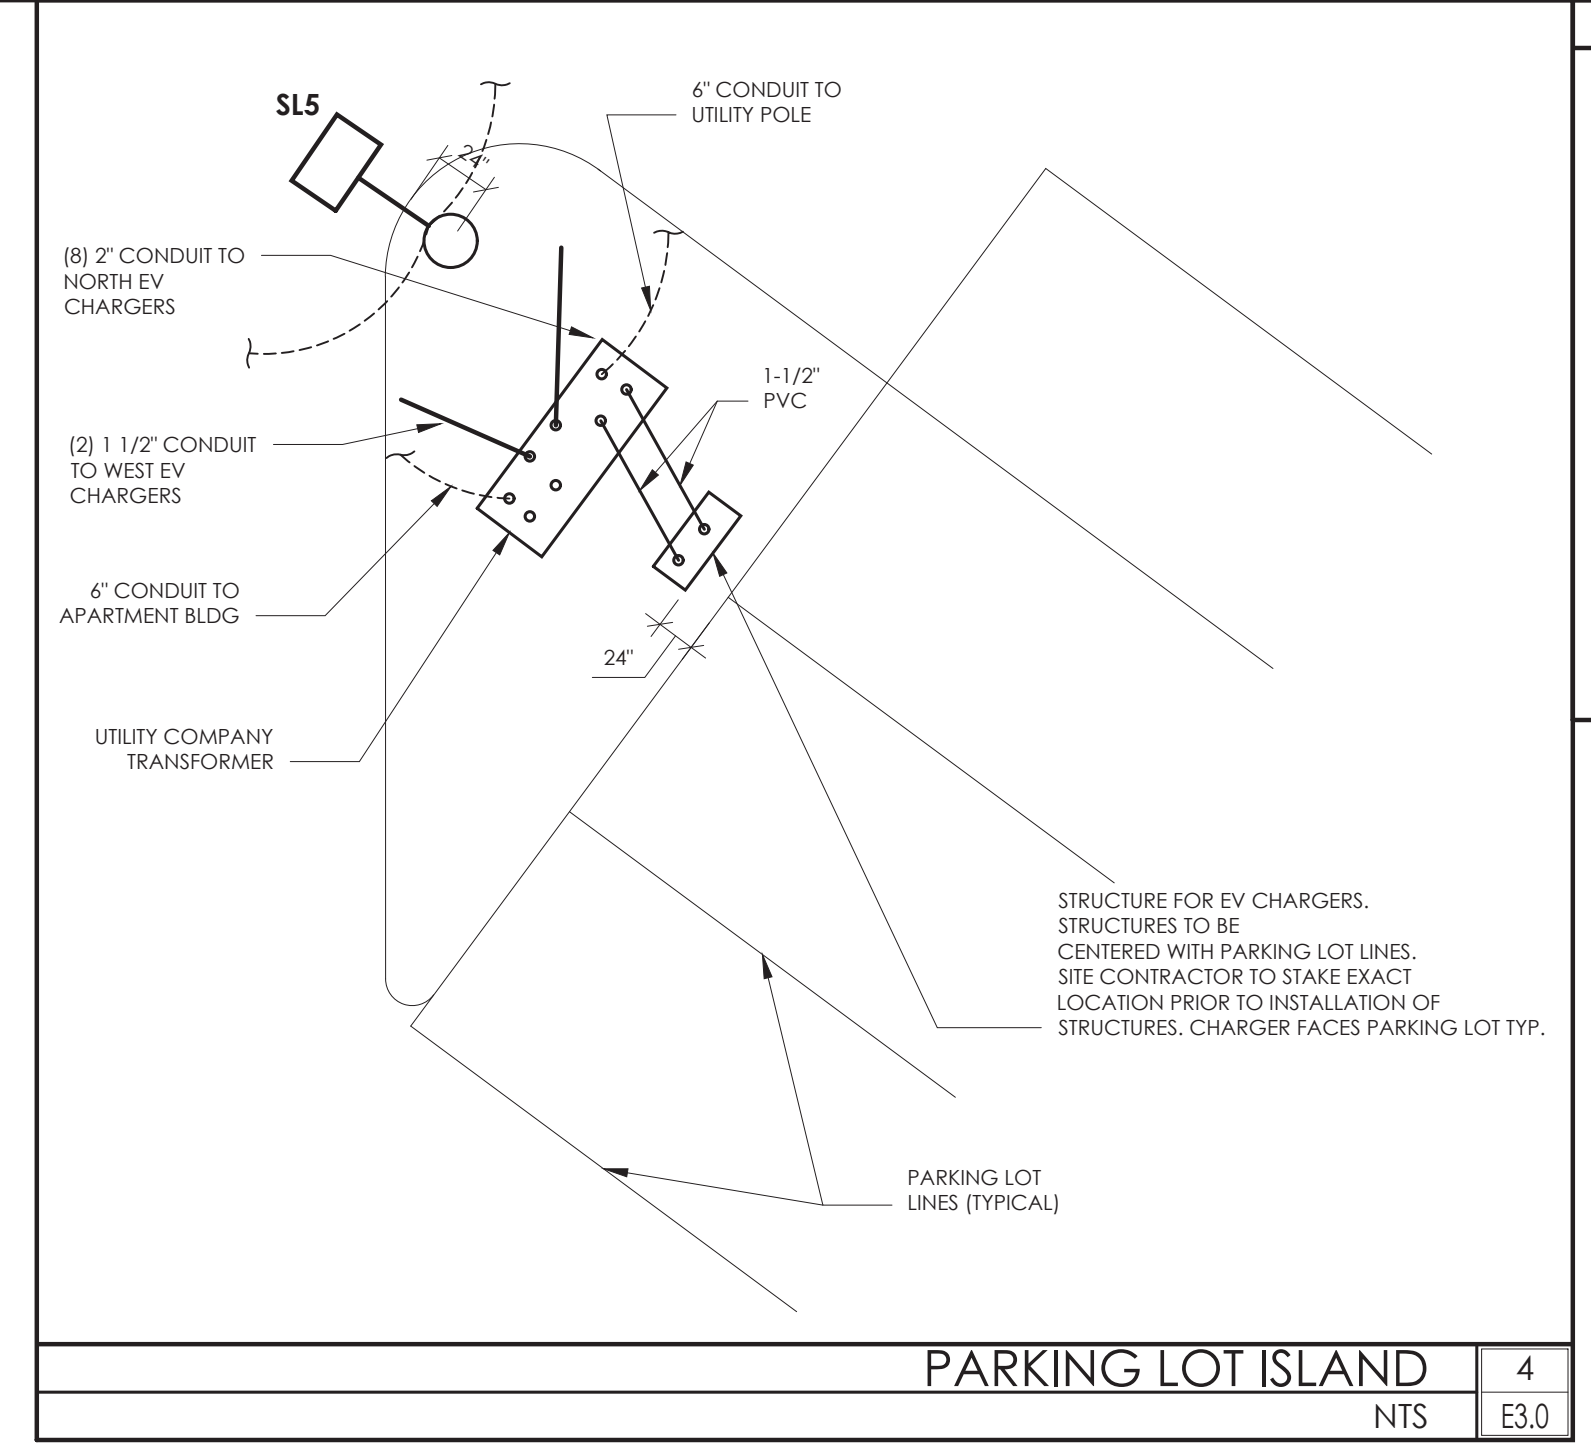 SL5
24"
6" CONDUIT TO
UTILITY POLE
(8) 2" CONDUIT TO
NORTH EV
CHARGERS
1-1/2"
PVC
(2) 1 1/2" CONDUIT
TO WEST EV
CHARGERS
6" CONDUIT TO
APARTMENT BLDG
24"
UTILITY COMPANY
TRANSFORMER
STRUCTURE FOR EV CHARGERS.
STRUCTURES TO BE
CENTERED WITH PARKING LOT LINES.
SITE CONTRACTOR TO STAKE EXACT
LOCATION PRIOR TO INSTALLATION OF
STRUCTURES. CHARGER FACES PARKING LOT TYP.
PARKING LOT
LINES (TYPICAL)
PARKING LOT ISLAND
4
NTS
E3.0